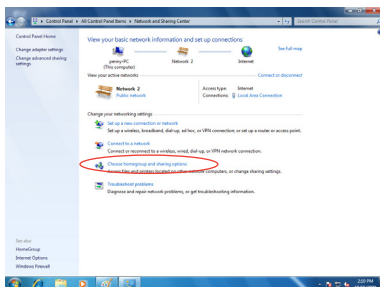 Control Panel ▸ All Control Panel Items ▸ Network and Sharing Center
Search Control Panel
Control Panel Home
Change adapter settings
Change advanced sharing
settings
See also
HomeGroup
Internet Options
Windows Firewall
View your basic network information and set up connections
See full map
penny-PC
(This computer)
Network 2
Internet
View your active networks
Connect or disconnect
Network 2
Public network
Access type: Internet
Connections: Local Area Connection
Change your networking settings
Set up a new connection or network
Set up a wireless, broadband, dial-up, ad hoc, or VPN connection; or set up a router or access point.
Connect to a network
Connect or reconnect to a wireless, wired, dial-up, or VPN network connection.
Choose homegroup and sharing options
Access files and printers located on other network computers, or change sharing settings.
Troubleshoot problems
Diagnose and repair network problems, or get troubleshooting information.
2:10 PM